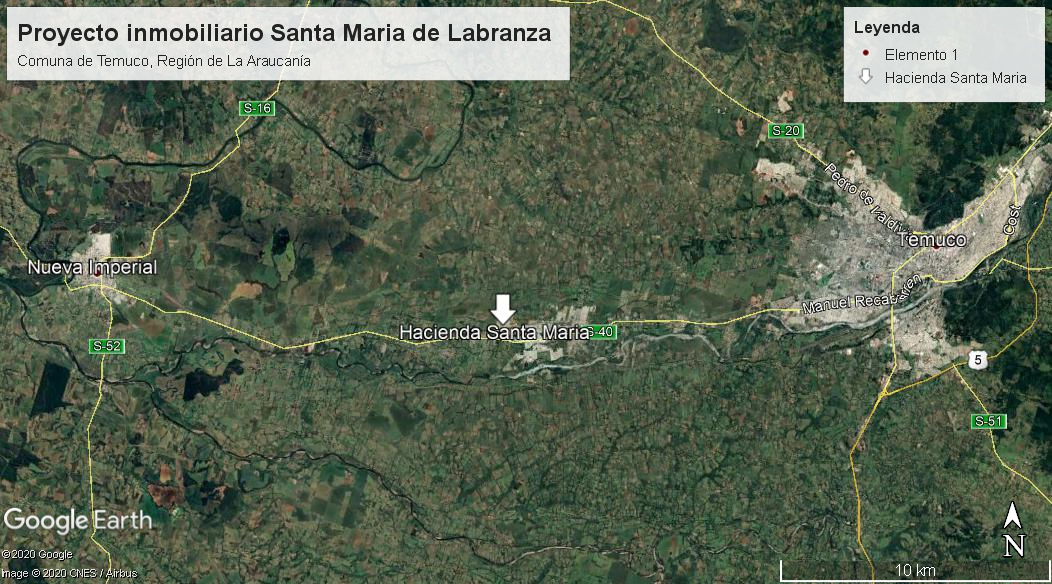 Proyecto inmobiliario Santa Maria de Labranza
Comuna de Temuco, Región de La Araucanía
Leyenda
Elemento 1
Hacienda Santa Maria
S-16
S-20
Pedro de Valdivi
Cost
Temuco
Nueva Imperial
Manuel Recabarren
Hacienda Santa Maria
S-40
S-52
5
S-51
Google Earth
©2020 Google
Image © 2020 CNES / Airbus
N
10 km